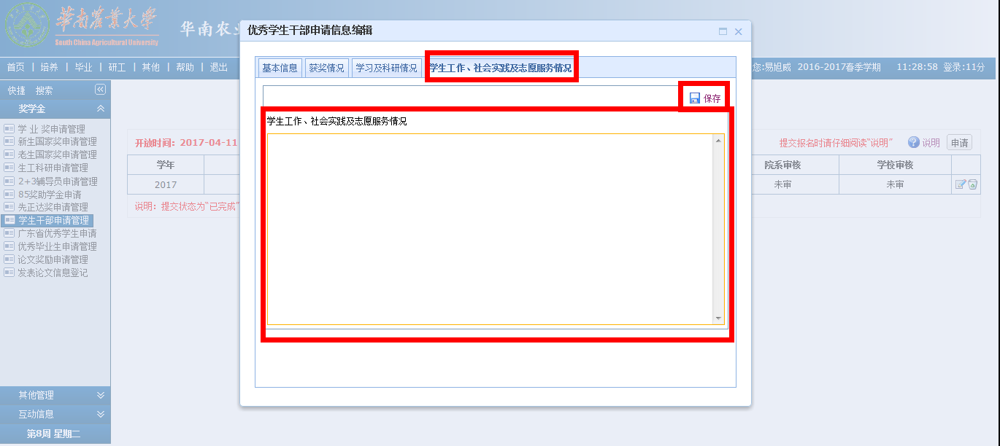 華南農業大学
South China Agricultural University
华南农业
首页 | 培养 | 毕业 | 研工 | 其他 | 帮助 | 退出
您:易旭威 2016-2017春季学期 11:28:58 登录:11分
快捷 搜索
奖学金
学 业 奖申请管理
新生国家奖申请管理
老生国家奖申请管理
生工科研申请管理
2+3辅导员申请管理
85奖助学金申请
先正达奖申请管理
学生干部申请管理
广东省优秀学生申请
优秀毕业生申请管理
论文奖励申请管理
发表论文信息登记
其他管理
互动信息
第8周 星期二
开放时间: 2017-04-11
提交报名时请仔细阅读"说明" 说明 申请
学年 院系审核 学校审核
2017 未审 未审
说明: 提交状态为"已完成"
优秀学生干部申请信息编辑
基本信息 获奖情况 学习及科研情况 学生工作、社会实践及志愿服务情况
保存
学生工作、社会实践及志愿服务情况